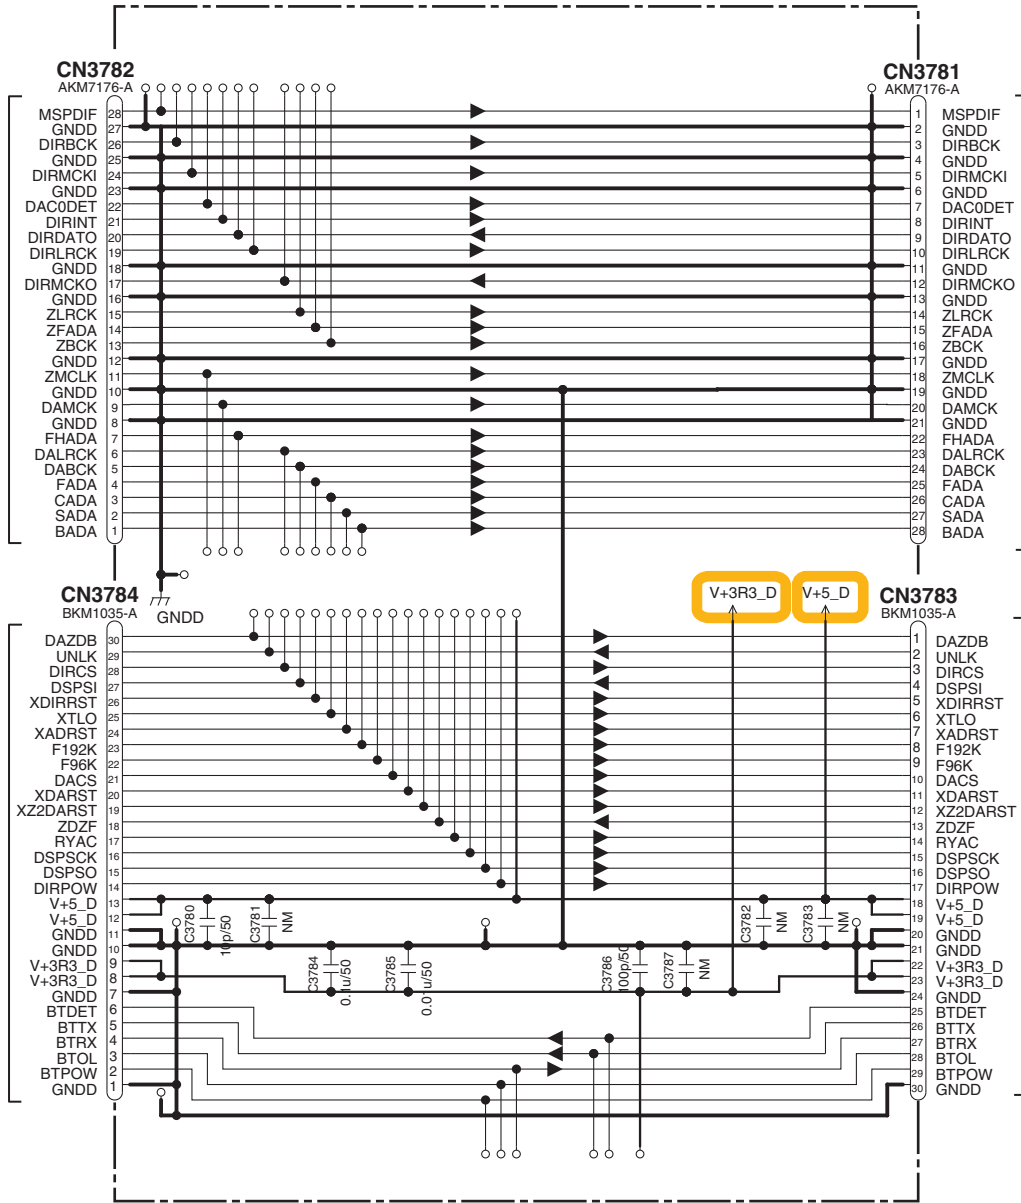 CN3782
AKM7176-A
MSPDIF 28
GNDD 27
DIRBCK 26
GNDD 25
DIRMCKI 24
GNDD 23
DAC0DET 22
DIRINT 21
DIRDATO 20
DIRLRCK 19
GNDD 18
DIRMCKO 17
GNDD 16
ZLRCK 15
ZFADA 14
ZBCK 13
GNDD 12
ZMCLK 11
GNDD 10
DAMCK 9
GNDD 8
FHADA 7
DALRCK 6
DABCK 5
FADA 4
CADA 3
SADA 2
BADA 1
CN3781
AKM7176-A
1 MSPDIF
2 GNDD
3 DIRBCK
4 GNDD
5 DIRMCKI
6 GNDD
7 DAC0DET
8 DIRINT
9 DIRDATO
10 DIRLRCK
11 GNDD
12 DIRMCKO
13 GNDD
14 ZLRCK
15 ZFADA
16 ZBCK
17 GNDD
18 ZMCLK
19 GNDD
20 DAMCK
21 GNDD
22 FHADA
23 DALRCK
24 DABCK
25 FADA
26 CADA
27 SADA
28 BADA
GNDD
V+3R3_D
V+5_D
CN3784
BKM1035-A
DAZDB 30
UNLK 29
DIRCS 28
DSPSI 27
XDIRRST 26
XTLO 25
XADRST 24
F192K 23
F96K 22
DACS 21
XDARST 20
XZ2DARST 19
ZDZF 18
RYAC 17
DSPSCK 16
DSPSO 15
DIRPOW 14
V+5_D 13
V+5_D 12
GNDD 11
GNDD 10
V+3R3_D 9
V+3R3_D 8
GNDD 7
BTDET 6
BTTX 5
BTRX 4
BTOL 3
BTPOW 2
GNDD 1
C3780
10p/50
C3781
NM
C3784
0.1u/50
C3785
0.01u/50
C3786
100p/50
C3787
NM
C3782
NM
C3783
NM
CN3783
BKM1035-A
1 DAZDB
2 UNLK
3 DIRCS
4 DSPSI
5 XDIRRST
6 XTLO
7 XADRST
8 F192K
9 F96K
10 DACS
11 XDARST
12 XZ2DARST
13 ZDZF
14 RYAC
15 DSPSCK
16 DSPSO
17 DIRPOW
18 V+5_D
19 V+5_D
20 GNDD
21 GNDD
22 V+3R3_D
23 V+3R3_D
24 GNDD
25 BTDET
26 BTTX
27 BTRX
28 BTOL
29 BTPOW
30 GNDD